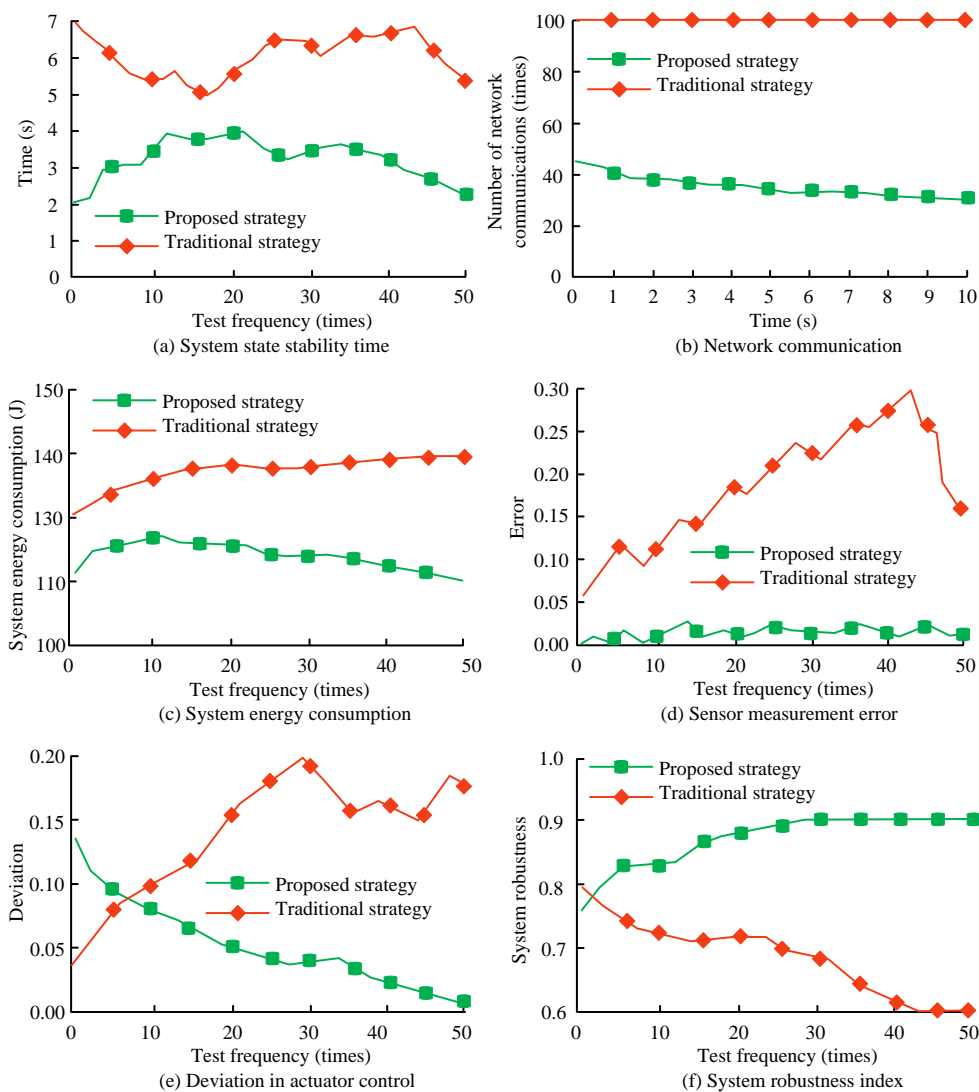 7
6
5
4
3
2
1
0
Time (s)
Proposed strategy
Traditional strategy
0 10 20 30 40 50
Test frequency (times)
(a) System state stability time
100
80
60
40
20
0
Number of network
communications (times)
Proposed strategy
Traditional strategy
0 1 2 3 4 5 6 7 8 9 10
Time (s)
(b) Network communication
150
140
130
110
100
System energy consumption (J)
Proposed strategy
Traditional strategy
0 10 20 30 40 50
Test frequency (times)
(c) System energy consumption
0.30
0.25
0.20
0.15
0.10
0.05
0.00
Error
Proposed strategy
Traditional strategy
0 10 20 30 40 50
Test frequency (times)
(d) Sensor measurement error
0.20
0.15
0.10
0.05
0.00
Deviation
Proposed strategy
Traditional strategy
0 10 20 30 40 50
Test frequency (times)
(e) Deviation in actuator control
1.0
0.9
0.8
0.7
0.6
System robustness
Proposed strategy
Traditional strategy
0 10 20 30 40 50
Test frequency (times)
(f) System robustness index